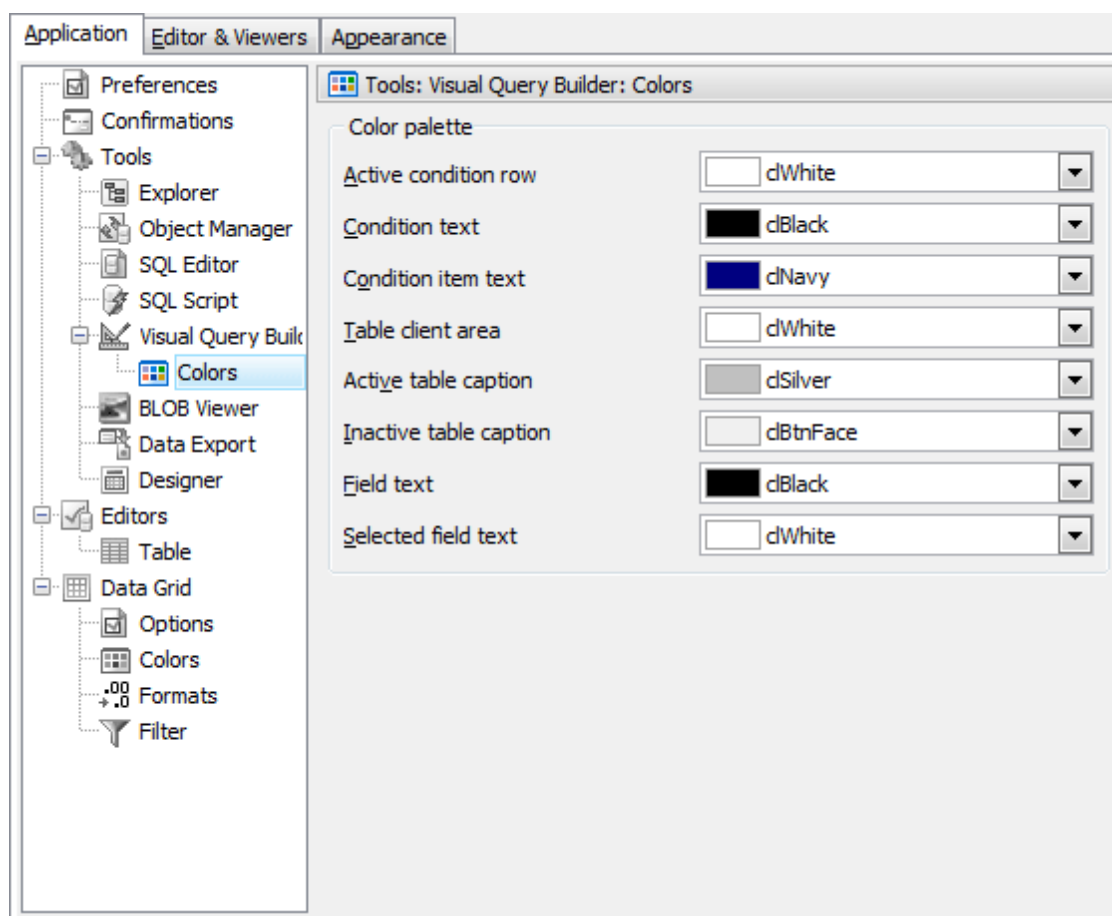 Application Editor & Viewers Appearance
Preferences
Confirmations
Tools
Explorer
Object Manager
SQL Editor
SQL Script
Visual Query Buil
Colors
BLOB Viewer
Data Export
Designer
Editors
Table
Data Grid
Options
Colors
.00 .0 Formats
Filter
Tools: Visual Query Builder: Colors
Color palette
Active condition row clWhite
Condition text clBlack
Condition item text clNavy
Table client area clWhite
Active table caption clSilver
Inactive table caption clBtnFace
Field text clBlack
Selected field text clWhite